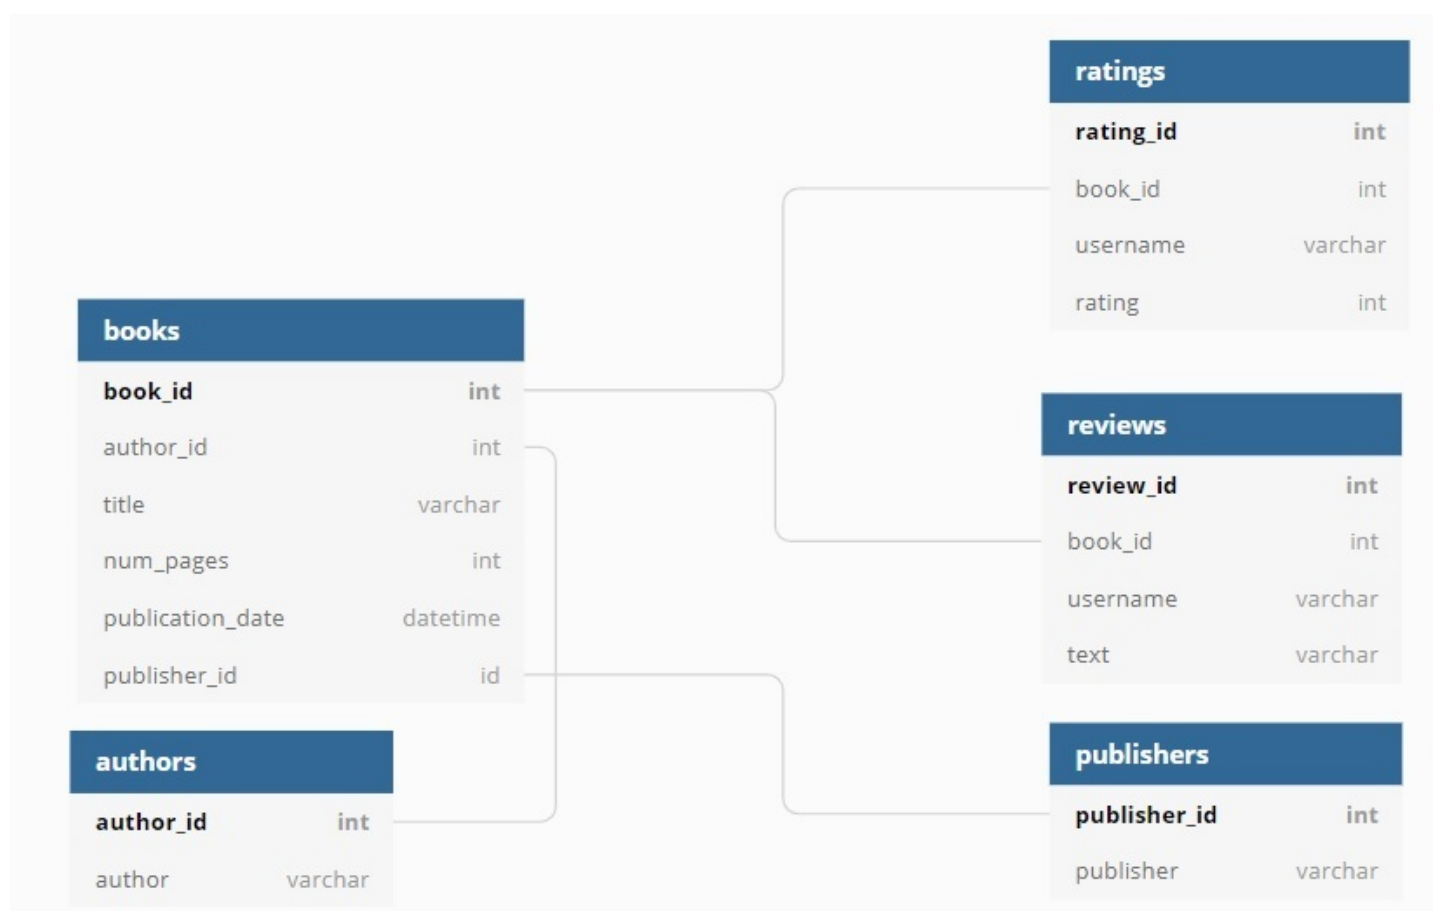 books
book_id int
author_id int
title varchar
num_pages int
publication_date datetime
publisher_id id
authors
author_id int
author varchar
ratings
rating_id int
book_id int
username varchar
rating int
reviews
review_id int
book_id int
username varchar
text varchar
publishers
publisher_id int
publisher varchar